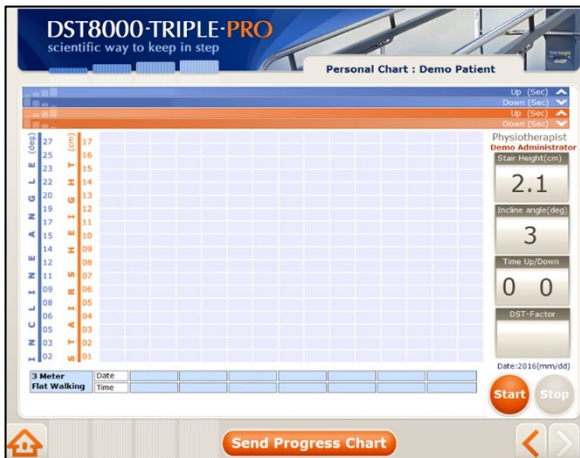 DST8000-TRIPLE-PRO
scientific way to keep in step
Personal Chart : Demo Patient
Up (Sec)
Down (Sec)
Up (Sec)
Down (Sec)
INCLINE ANGLE (deg)
STAIRS HEIGHT (cm)
27 17
25 16
23 15
22 14
20 13
19 12
17 11
15 10
14 09
12 08
11 07
09 06
08 05
06 04
05 03
03 02
02 01
Physiotherapist
Demo Administrator
Stair Height(cm)
2.1
Incline angle(deg)
3
Time Up/Down
0 0
DST-Factor
Date:2016(mm/dd)
3 Meter Date
Flat Walking Time
Start Stop
Send Progress Chart